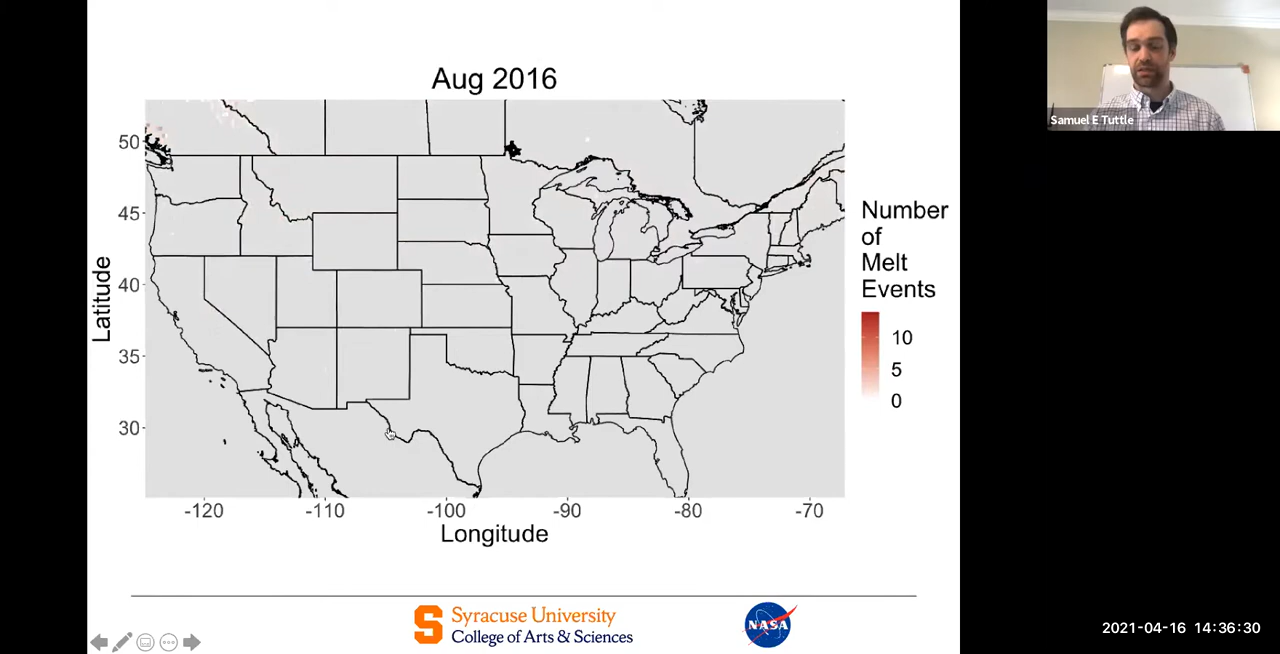 Aug 2016
Samuel E Tuttle
50
45
40
35
30
Latitude
-120
-110
-100
-90
-80
-70
Longitude
Number
of
Melt
Events
10
5
0
Syracuse University
College of Arts & Sciences
S
NASA
2021-04-16 14:36:30